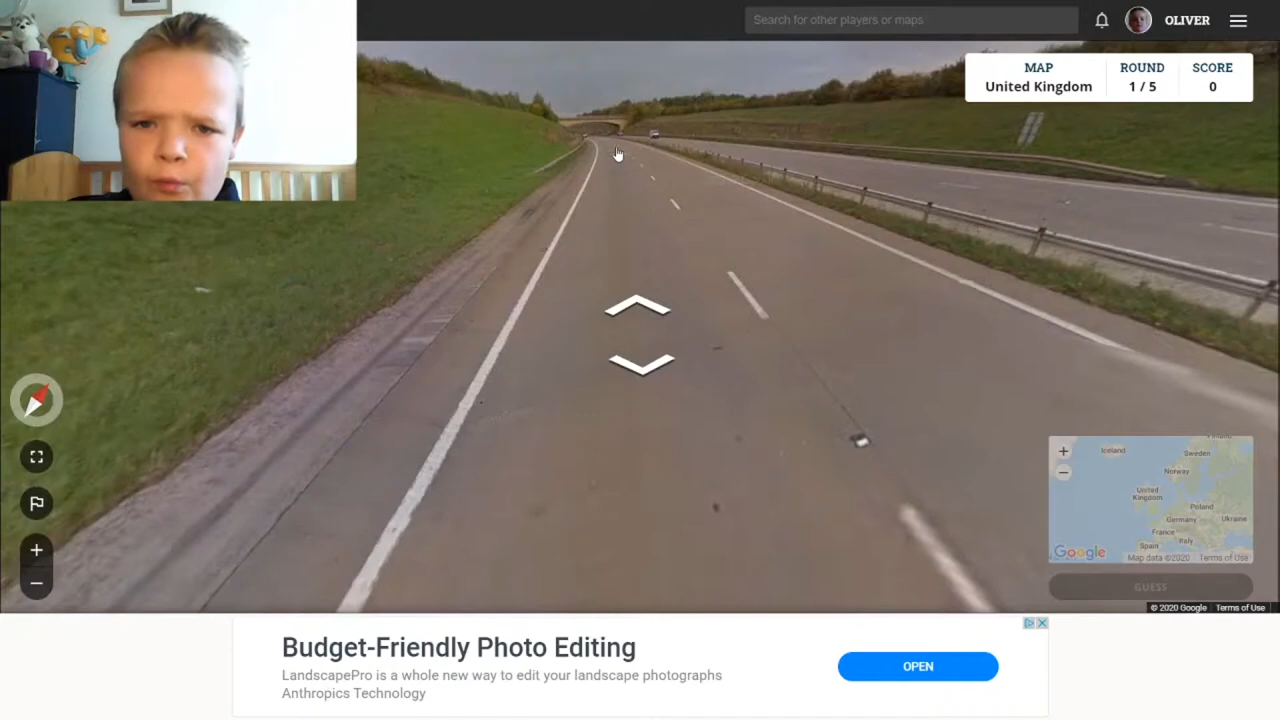 Search for other players or maps
OLIVER
MAP
United Kingdom
ROUND
1 / 5
SCORE
0
Iceland
Sweden
Norway
United
Kingdom
Poland
Germany
Ukraine
France
Italy
Spain
Google
Map data ©2020
Terms of Use
GUESS
© 2020 Google
Terms of Use
Budget-Friendly Photo Editing
LandscapePro is a whole new way to edit your landscape photographs
Anthropics Technology
OPEN